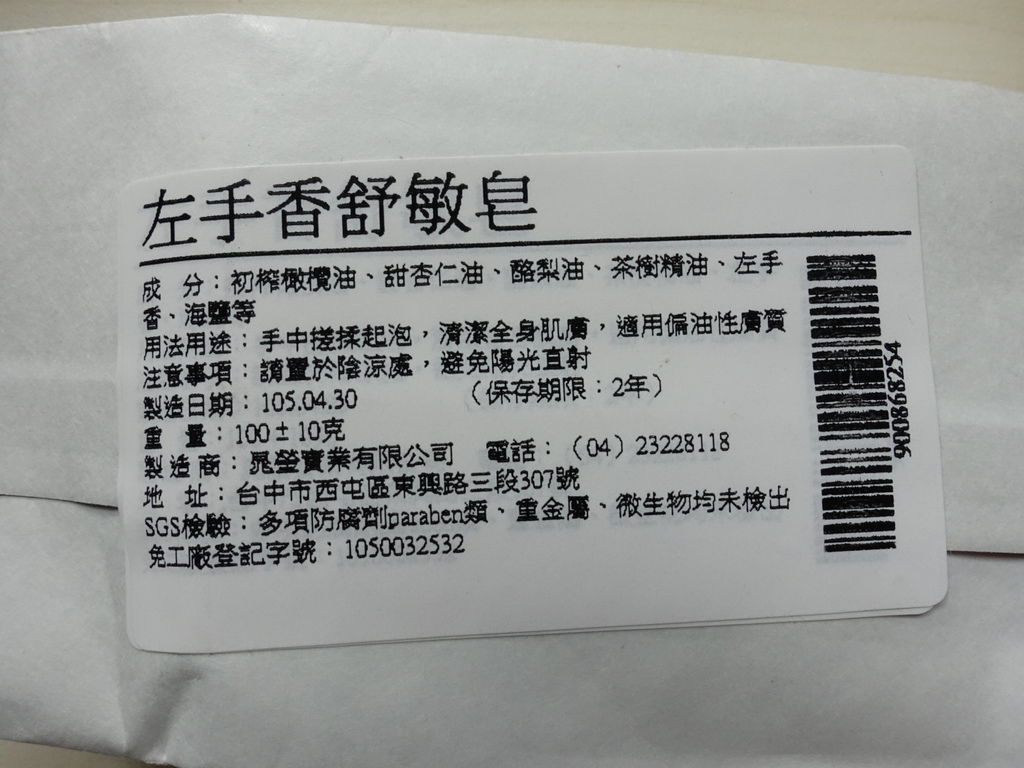 左手香舒敏皂
成 分：初榨橄欖油、甜杏仁油、酪梨油、茶樹精油、左手
香、海鹽等
用法用途：手中搓揉起泡，清潔全身肌膚，適用偏油性膚質
注意事項：請置於陰涼處，避免陽光直射
製造日期：105.04.30 （保存期限：2年）
重 量：100±10克
製造商：晁瑩實業有限公司 電話：（04）23228118
地 址：台中市西屯區東興路三段307號
SGS檢驗：多項防腐劑paraben類、重金屬、微生物均未檢出
免工廠登記字號：1050032532
900868254